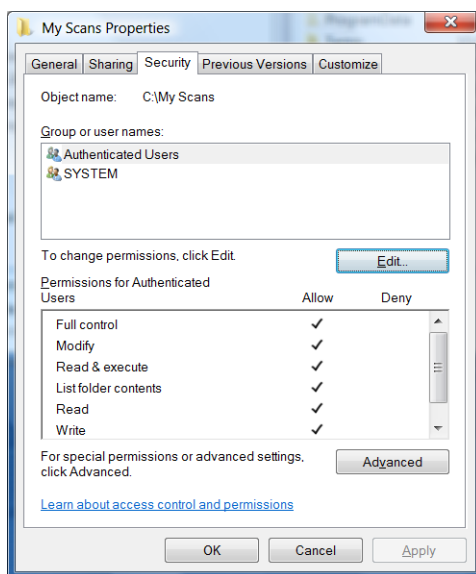 My Scans Properties
General Sharing Security Previous Versions Customize
Object name: C:\My Scans
Group or user names:
Authenticated Users
SYSTEM
To change permissions, click Edit.
Edit...
Permissions for Authenticated
Users Allow Deny
Full control
Modify
Read & execute
List folder contents
Read
Write
For special permissions or advanced settings,
click Advanced.
Advanced
Learn about access control and permissions
OK Cancel Apply